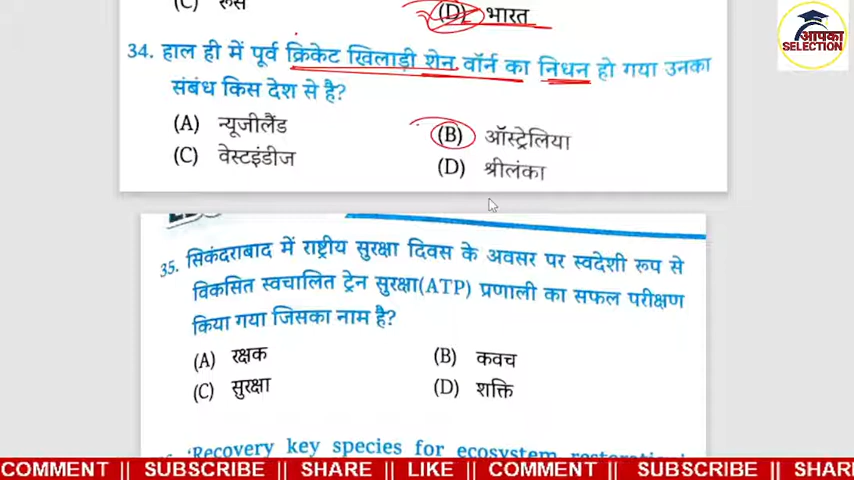 (C) रूस
(D) भारत
आपका
SELECTION
34. हाल ही में पूर्व क्रिकेट खिलाड़ी शेन वॉर्न का निधन हो गया उनका
संबंध किस देश से है?
(A) न्यूजीलैंड
(B) ऑस्ट्रेलिया
(C) वेस्टइंडीज
(D) श्रीलंका
35. सिकंदराबाद में राष्ट्रीय सुरक्षा दिवस के अवसर पर स्वदेशी रूप से
विकसित स्वचालित ट्रेन सुरक्षा(ATP) प्रणाली का सफल परीक्षण
किया गया जिसका नाम है?
(A) रक्षक
(B) कवच
(C) सुरक्षा
(D) शक्ति
'Recovery key species for ecosystem restoration'
COMMENT || SUBSCRIBE || SHARE || LIKE || COMMENT || SUBSCRIBE || SHAR